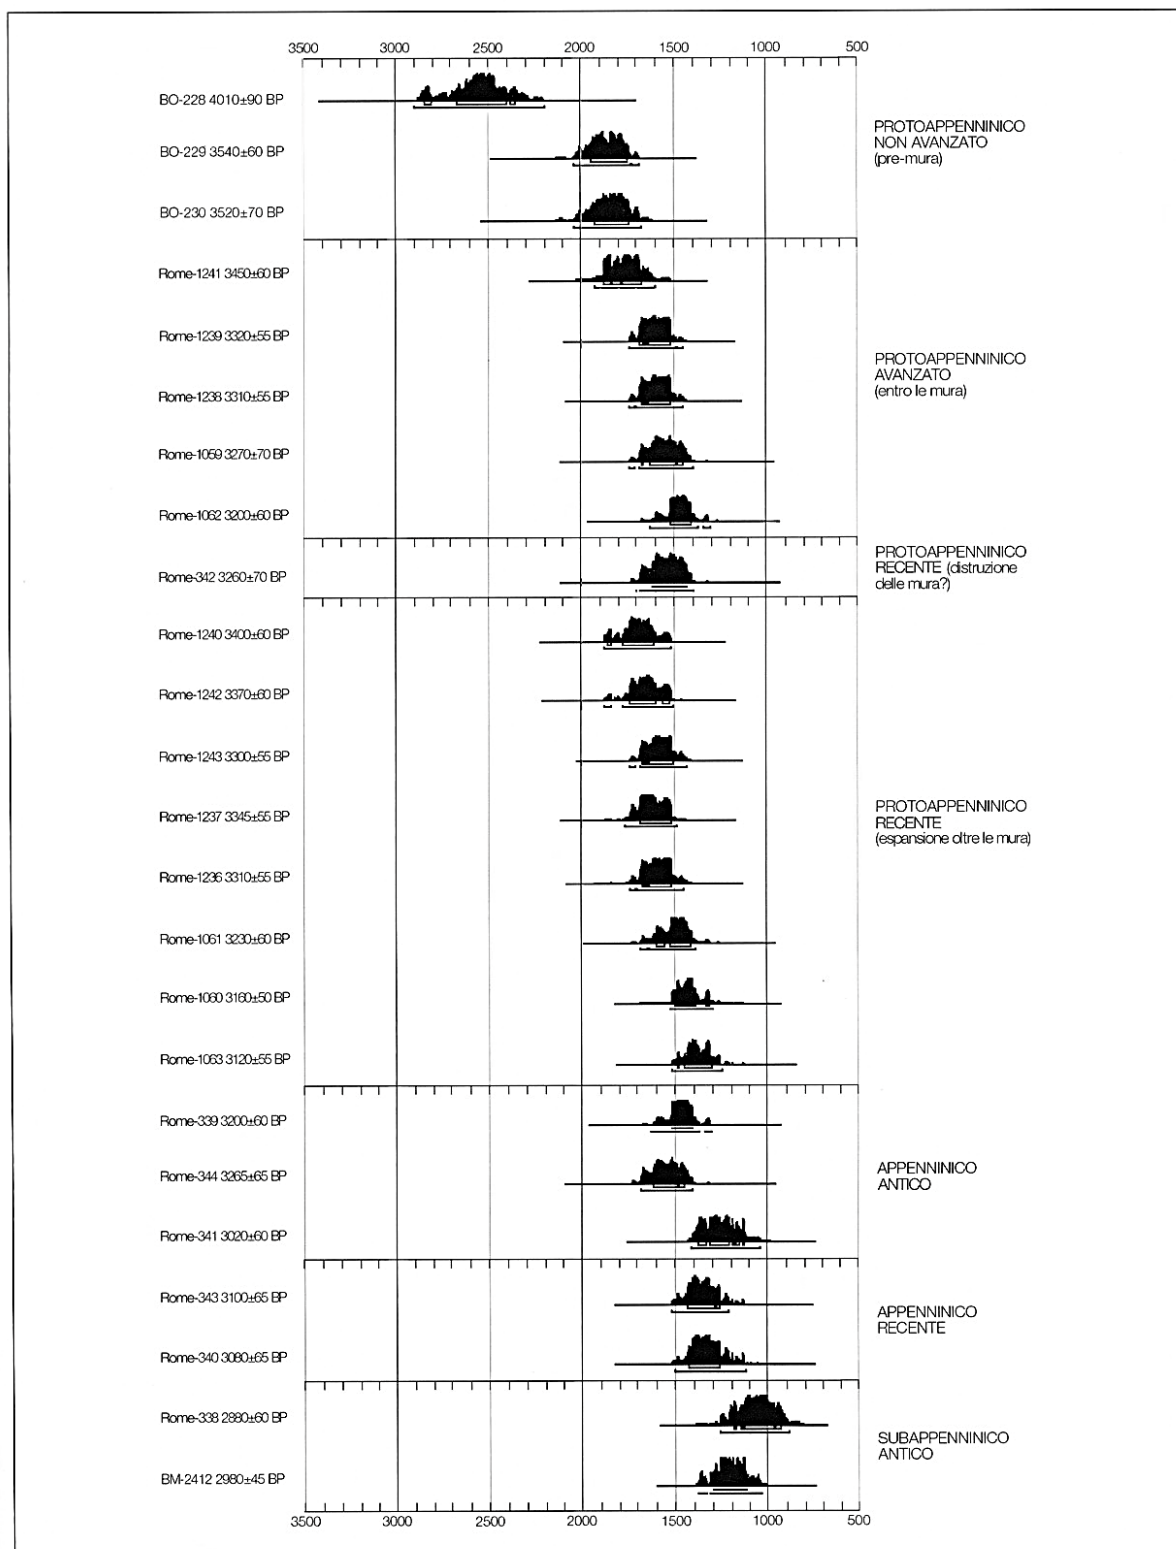 3500 3000 2500 2000 1500 1000 500
BO-228 4010±90 BP
BO-229 3540±60 BP
BO-230 3520±70 BP
PROTOAPPENNINICO
NON AVANZATO
(pre-mura)
Rome-1241 3450±60 BP
Rome-1239 3320±55 BP
Rome-1238 3310±55 BP
Rome-1059 3270±70 BP
Rome-1062 3200±60 BP
PROTOAPPENNINICO
AVANZATO
(entro le mura)
Rome-342 3260±70 BP
PROTOAPPENNINICO
RECENTE (distruzione
delle mura?)
Rome-1240 3400±60 BP
Rome-1242 3370±60 BP
Rome-1243 3300±55 BP
Rome-1237 3345±55 BP
Rome-1236 3310±55 BP
Rome-1061 3230±60 BP
Rome-1060 3160±50 BP
Rome-1063 3120±55 BP
PROTOAPPENNINICO
RECENTE
(espansione oltre le mura)
Rome-339 3200±60 BP
Rome-344 3265±65 BP
Rome-341 3020±60 BP
APPENNINICO
ANTICO
Rome-343 3100±65 BP
Rome-340 3080±65 BP
APPENNINICO
RECENTE
Rome-338 2880±60 BP
BM-2412 2980±45 BP
SUBAPPENNINICO
ANTICO
3500 3000 2500 2000 1500 1000 500